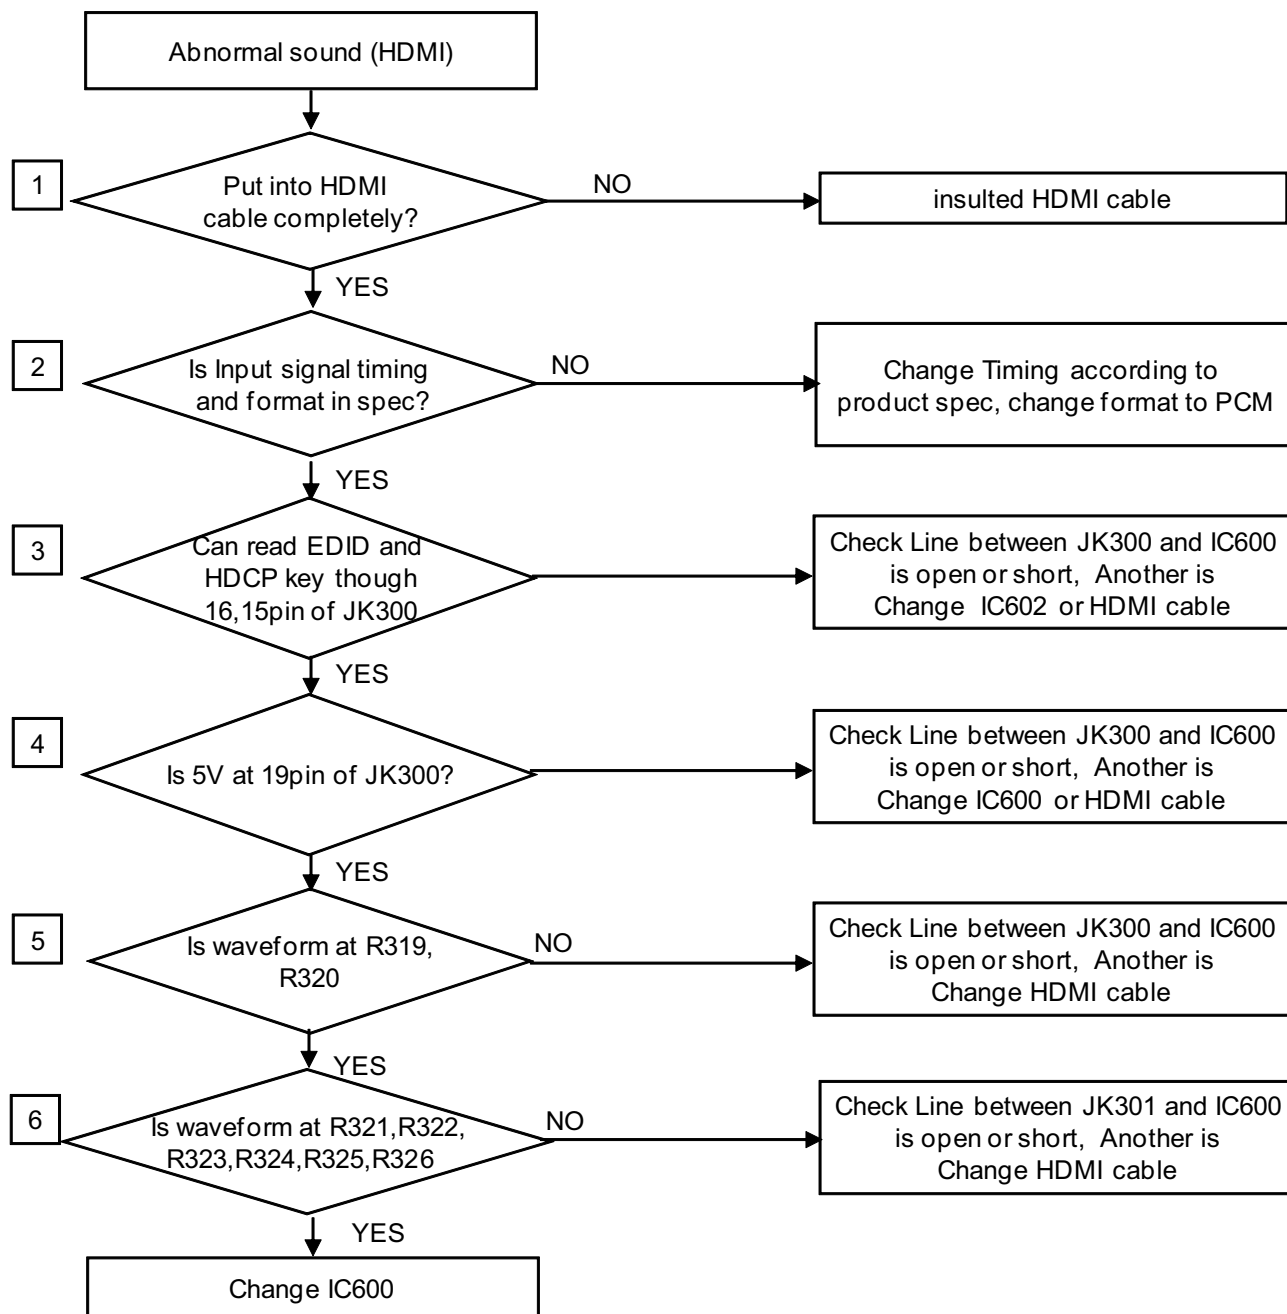 Abnormal sound (HDMI)
1
Put into HDMI
cable completely?
NO
insulted HDMI cable
YES
2
Is Input signal timing
and format in spec?
NO
Change Timing according to
product spec, change format to PCM
YES
3
Can read EDID and
HDCP key though
16,15pin of JK300
Check Line between JK300 and IC600
is open or short, Another is
Change IC602 or HDMI cable
YES
4
Is 5V at 19pin of JK300?
Check Line between JK300 and IC600
is open or short, Another is
Change IC600 or HDMI cable
YES
5
Is waveform at R319,
R320
NO
Check Line between JK300 and IC600
is open or short, Another is
Change HDMI cable
YES
6
Is waveform at R321,R322,
R323,R324,R325,R326
NO
Check Line between JK301 and IC600
is open or short, Another is
Change HDMI cable
YES
Change IC600